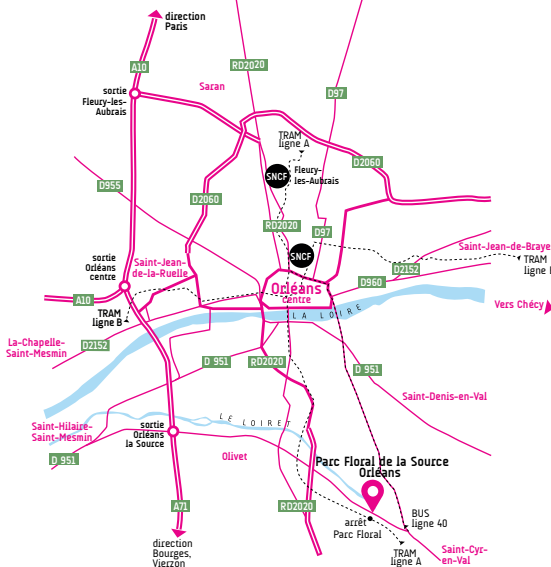 direction
Paris
A10
RD2020
sortie
Fleury-les-
Aubrais
Saran
D97
TRAM
ligne A
D2060
SNCF
Fleury-
les-Aubrais
D955
D2060
RD2020
D97
SNCF
Saint-Jean-de-Braye
sortie
Orléans
centre
Saint-Jean-
de-la-Ruelle
TRAM
D2152
D960
Orléans
centre
A10
Vers Chécy
TRAM
ligne B
LA LOIRE
La-Chapelle-
Saint-Mesmin
D2152
D 951
RD2020
D 951
Saint-Denis-en-Val
Saint-Hilaire-
Saint-Mesmin
sortie
Orléans
la Source
LE LOIRET
D 951
Olivet
Parc Floral de la Source
Orléans
A71
RD2020
arrêt
Parc Floral
BUS
ligne 40
direction
Bourges,
Vierzon
TRAM
ligne A
Saint-Cyr-
en-Val